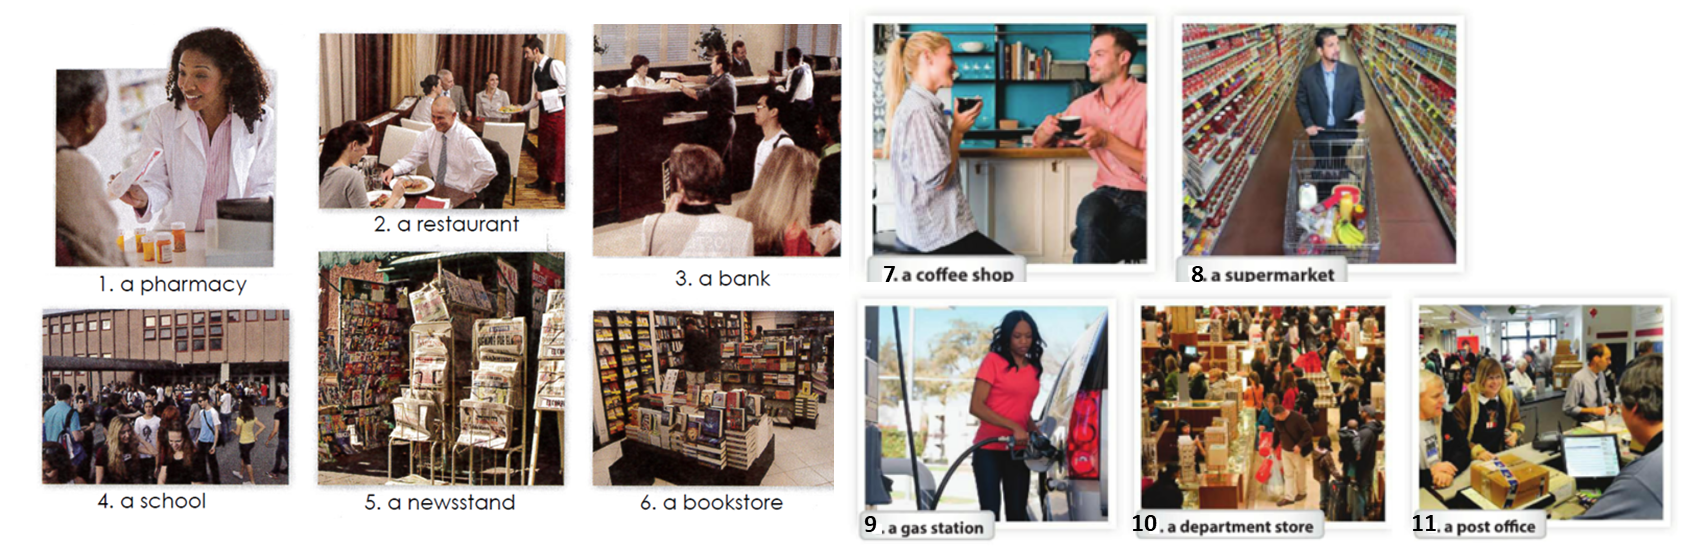 1. a pharmacy
2. a restaurant
3. a bank
4. a school
5. a newsstand
6. a bookstore
7. a coffee shop
8. a supermarket
9. a gas station
10. a department store
11. a post office